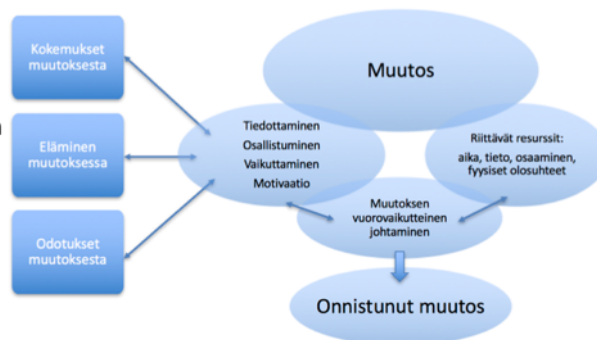 Kokemukset
muutoksesta
Eläminen
muutoksessa
Odotukset
muutoksesta
Muutos
Tiedottaminen
Osallistuminen
Vaikuttaminen
Motivaatio
Riittävät resurssit:
aika, tieto, osaaminen,
fyysiset olosuhteet
Muutoksen
vuorovaikutteinen
johtaminen
Onnistunut muutos